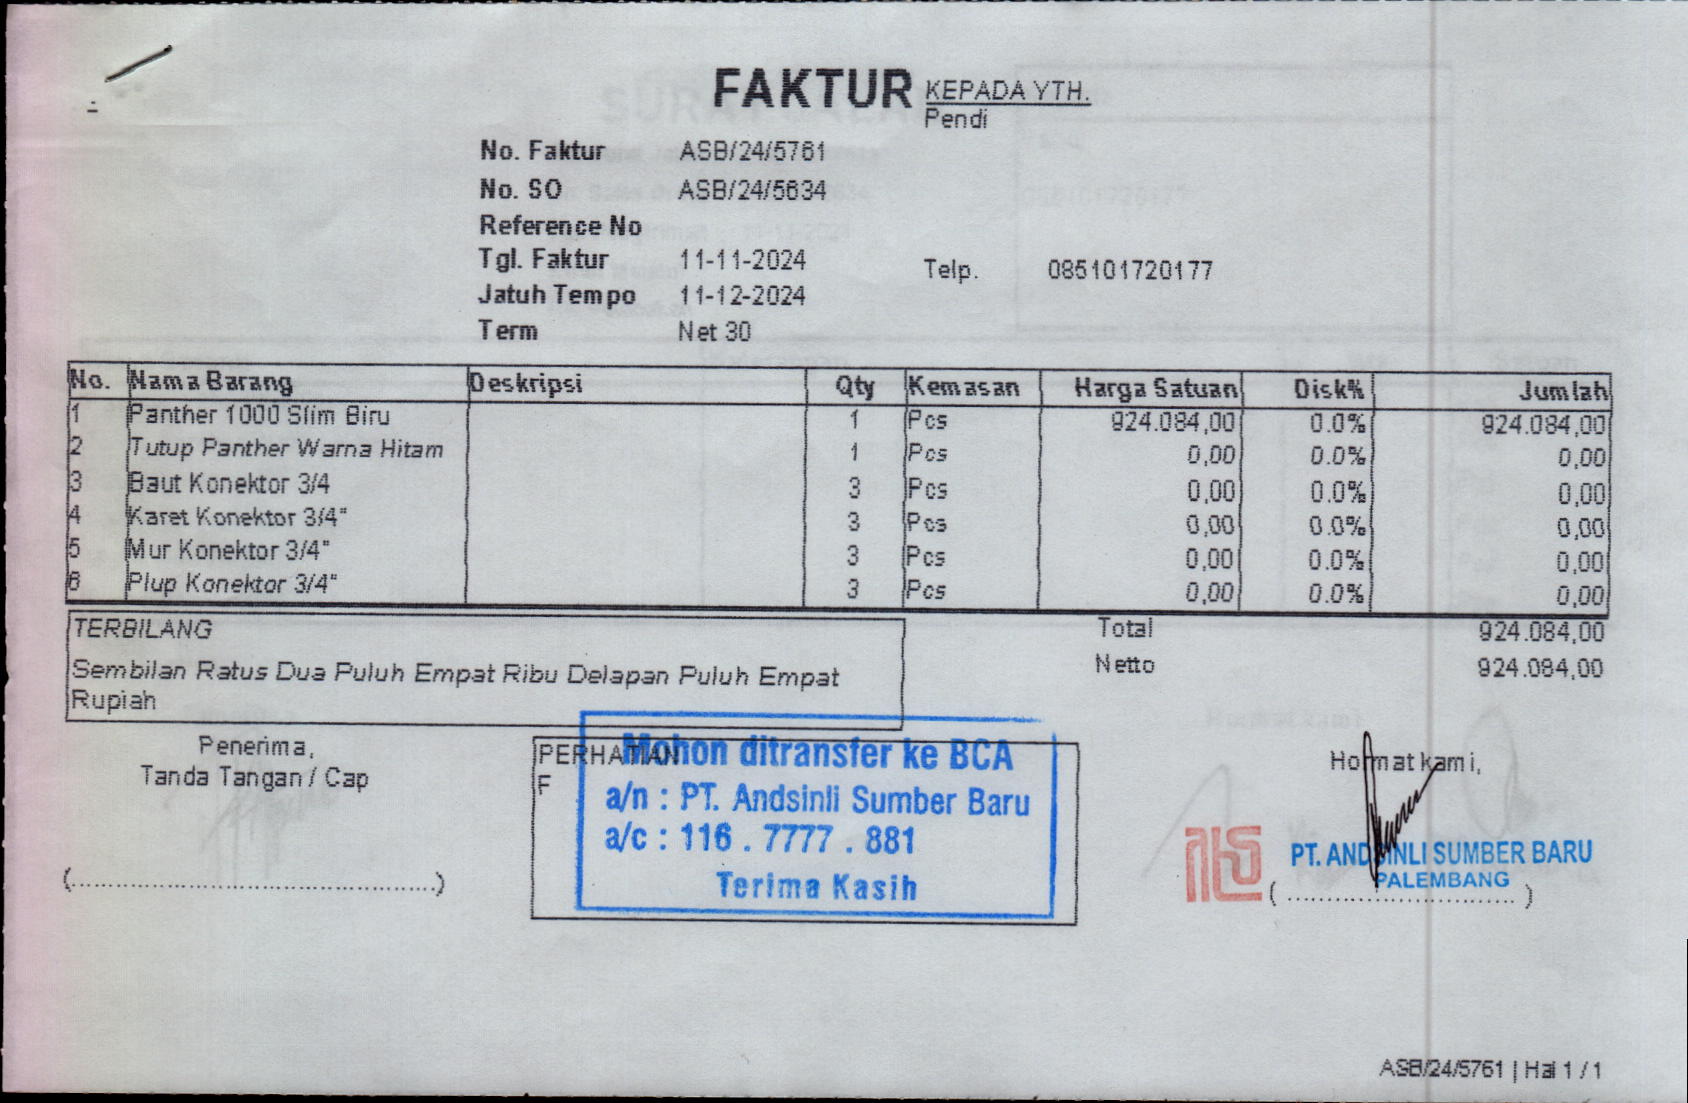 FAKTUR
KEPADA YTH.
Pendi
No. Faktur ASB/24/5761
No. SO ASB/24/5634
Reference No
Tgl. Faktur 11-11-2024
Telp. 085101720177
Jatuh Tempo 11-12-2024
Term Net 30
No. Nama Barang Deskripsi Qty Kemasan Harga Satuan Disk% Jumlah
1 Panther 1000 Slim Biru 1 Pcs 924.084,00 0.0% 924.084,00
2 Tutup Panther Warna Hitam 1 Pcs 0,00 0.0% 0,00
3 Baut Konektor 3/4 3 Pcs 0,00 0.0% 0,00
4 Karet Konektor 3/4" 3 Pcs 0,00 0.0% 0,00
5 Mur Konektor 3/4" 3 Pcs 0,00 0.0% 0,00
6 Plup Konektor 3/4" 3 Pcs 0,00 0.0% 0,00
TERBILANG
Sembilan Ratus Dua Puluh Empat Ribu Delapan Puluh Empat
Rupiah
Total 924.084,00
Netto 924.084,00
Penerima,
Tanda Tangan / Cap
(............................................)
PERHATIAN
F
Mohon ditransfer ke BCA
a/n : PT. Andsinli Sumber Baru
a/c : 116 . 7777 . 881
Terima Kasih
Hormat kami,
PT. ANDSINLI SUMBER BARU
PALEMBANG
(..............................)
ASB/24/5761 | Hal 1 / 1